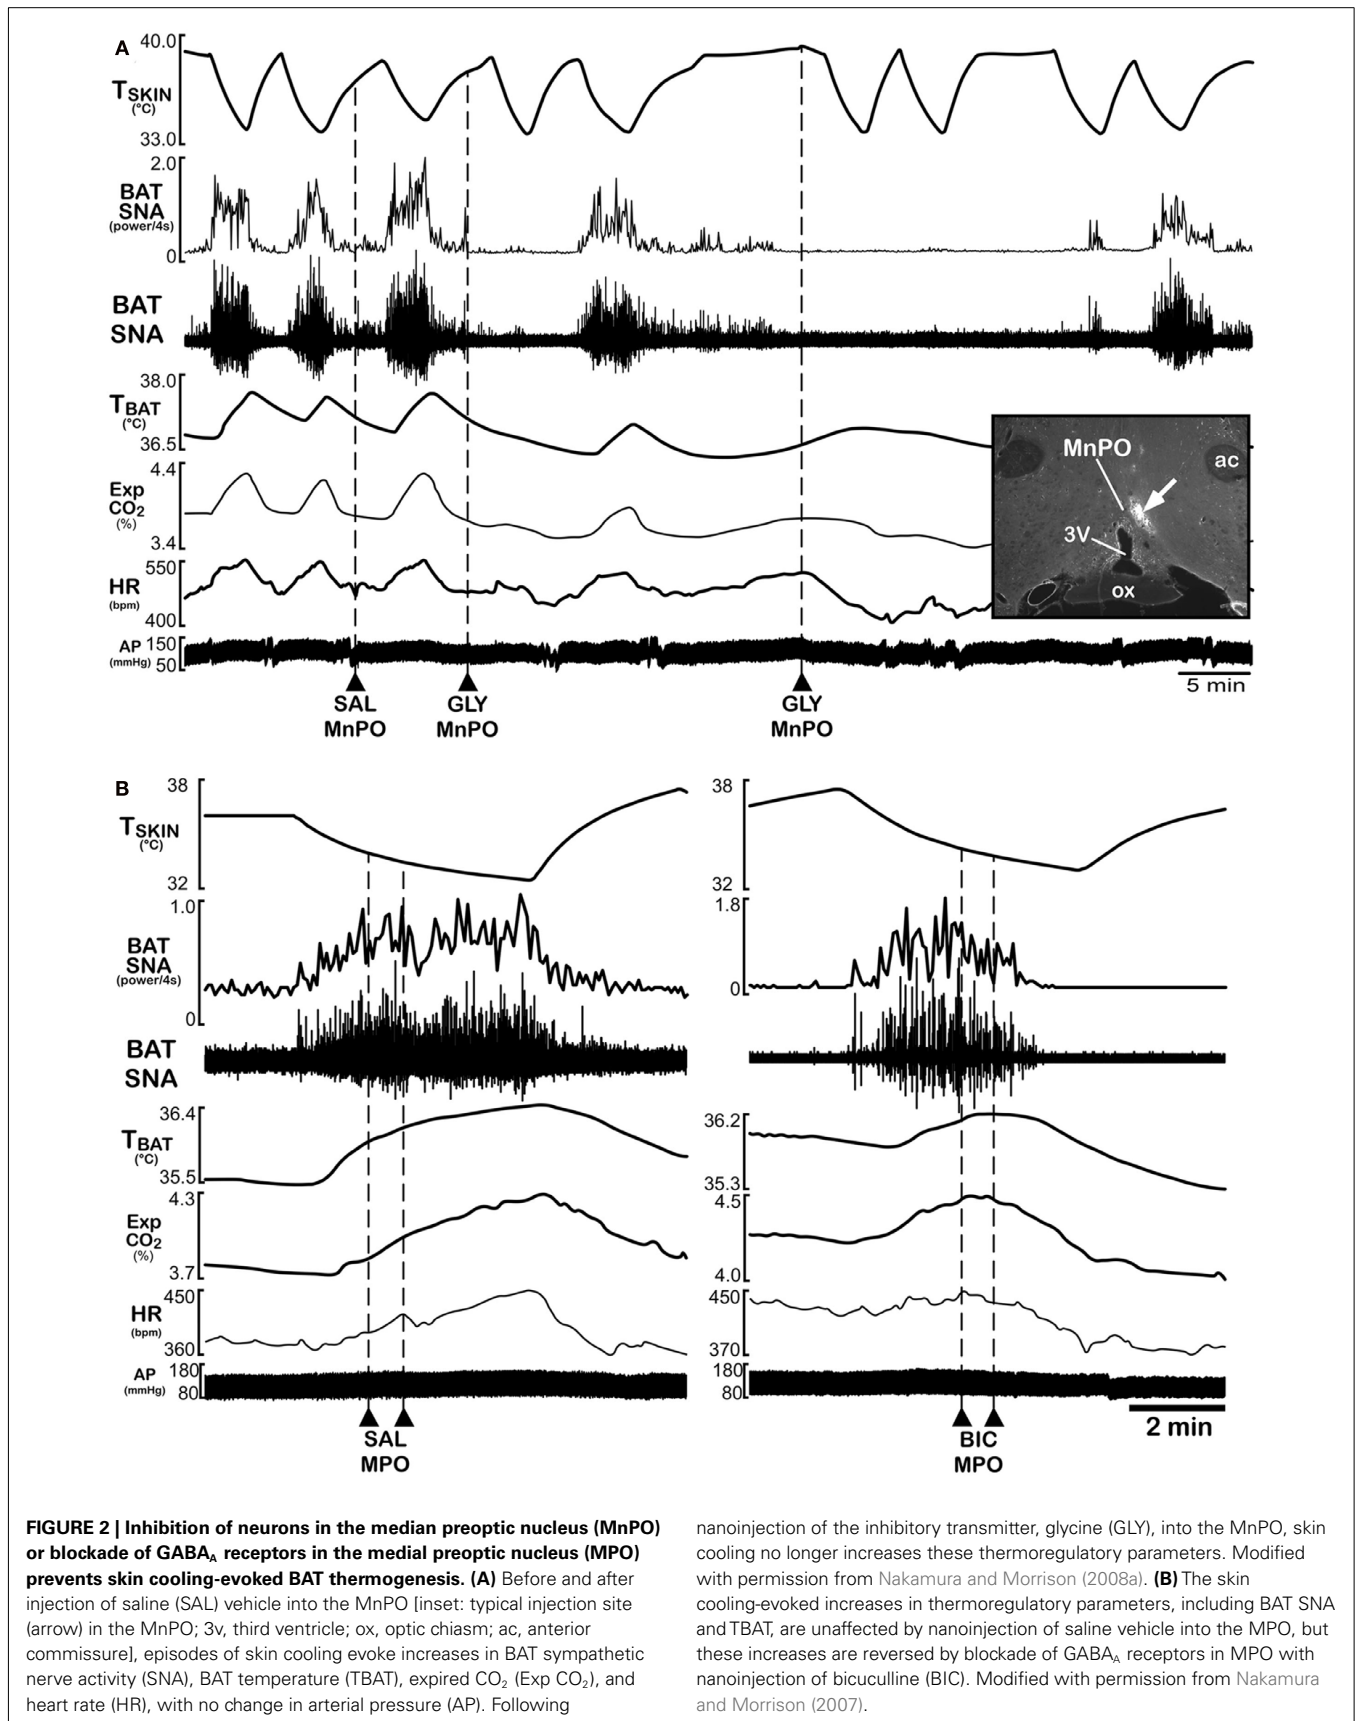 A
40.0
TSKIN
(°C)
33.0
2.0
BAT
SNA
(power/4s)
0
BAT
SNA
38.0
TBAT
(°C)
36.5
4.4
Exp
CO₂
(%)
3.4
550
HR
(bpm)
400
AP 150
(mmHg) 50
MnPO
ac
3V
ox
5 min
SAL
MnPO
GLY
MnPO
GLY
MnPO
B
38
TSKIN
(°C)
32
1.0
BAT
SNA
(power/4s)
0
BAT
SNA
36.4
TBAT
(°C)
35.5
4.3
Exp
CO₂
(%)
3.7
450
HR
(bpm)
360
AP 180
(mmHg) 80
SAL
MPO
38
32
1.8
0
36.2
35.3
4.5
4.0
450
370
180
80
2 min
BIC
MPO
FIGURE 2 | Inhibition of neurons in the median preoptic nucleus (MnPO)
or blockade of GABAA receptors in the medial preoptic nucleus (MPO)
prevents skin cooling-evoked BAT thermogenesis. (A) Before and after
injection of saline (SAL) vehicle into the MnPO [inset: typical injection site
(arrow) in the MnPO; 3v, third ventricle; ox, optic chiasm; ac, anterior
commissure], episodes of skin cooling evoke increases in BAT sympathetic
nerve activity (SNA), BAT temperature (TBAT), expired CO₂ (Exp CO₂), and
heart rate (HR), with no change in arterial pressure (AP). Following
nanoinjection of the inhibitory transmitter, glycine (GLY), into the MnPO, skin
cooling no longer increases these thermoregulatory parameters. Modified
with permission from Nakamura and Morrison (2008a). (B) The skin
cooling-evoked increases in thermoregulatory parameters, including BAT SNA
and TBAT, are unaffected by nanoinjection of saline vehicle into the MPO, but
these increases are reversed by blockade of GABAA receptors in MPO with
nanoinjection of bicuculline (BIC). Modified with permission from Nakamura
and Morrison (2007).